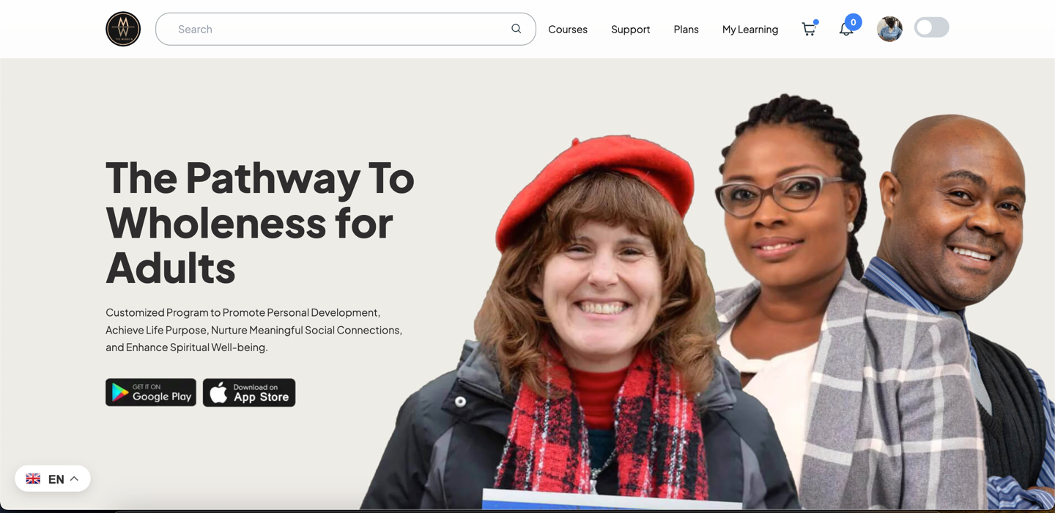 Search
Courses
Support
Plans
My Learning
0
The Pathway To
Wholeness for
Adults
Customized Program to Promote Personal Development,
Achieve Life Purpose, Nurture Meaningful Social Connections,
and Enhance Spiritual Well-being.
GET IT ON
Google Play
Download on
App Store
EN